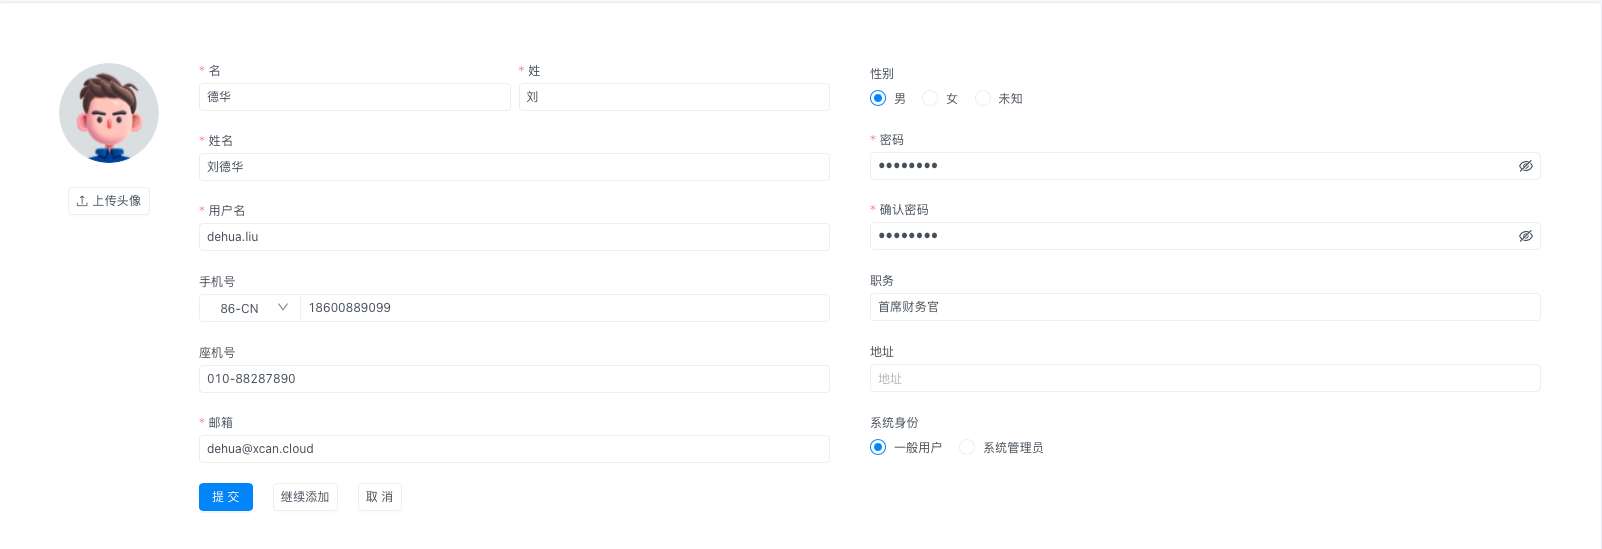 上传头像
* 名
德华
* 姓
刘
* 姓名
刘德华
* 用户名
dehua.liu
手机号
86-CN 18600889099
座机号
010-88287890
* 邮箱
dehua@xcan.cloud
提 交 继续添加 取 消
性别
男 女 未知
* 密码
••••••••
* 确认密码
••••••••
职务
首席财务官
地址
地址
系统身份
一般用户 系统管理员